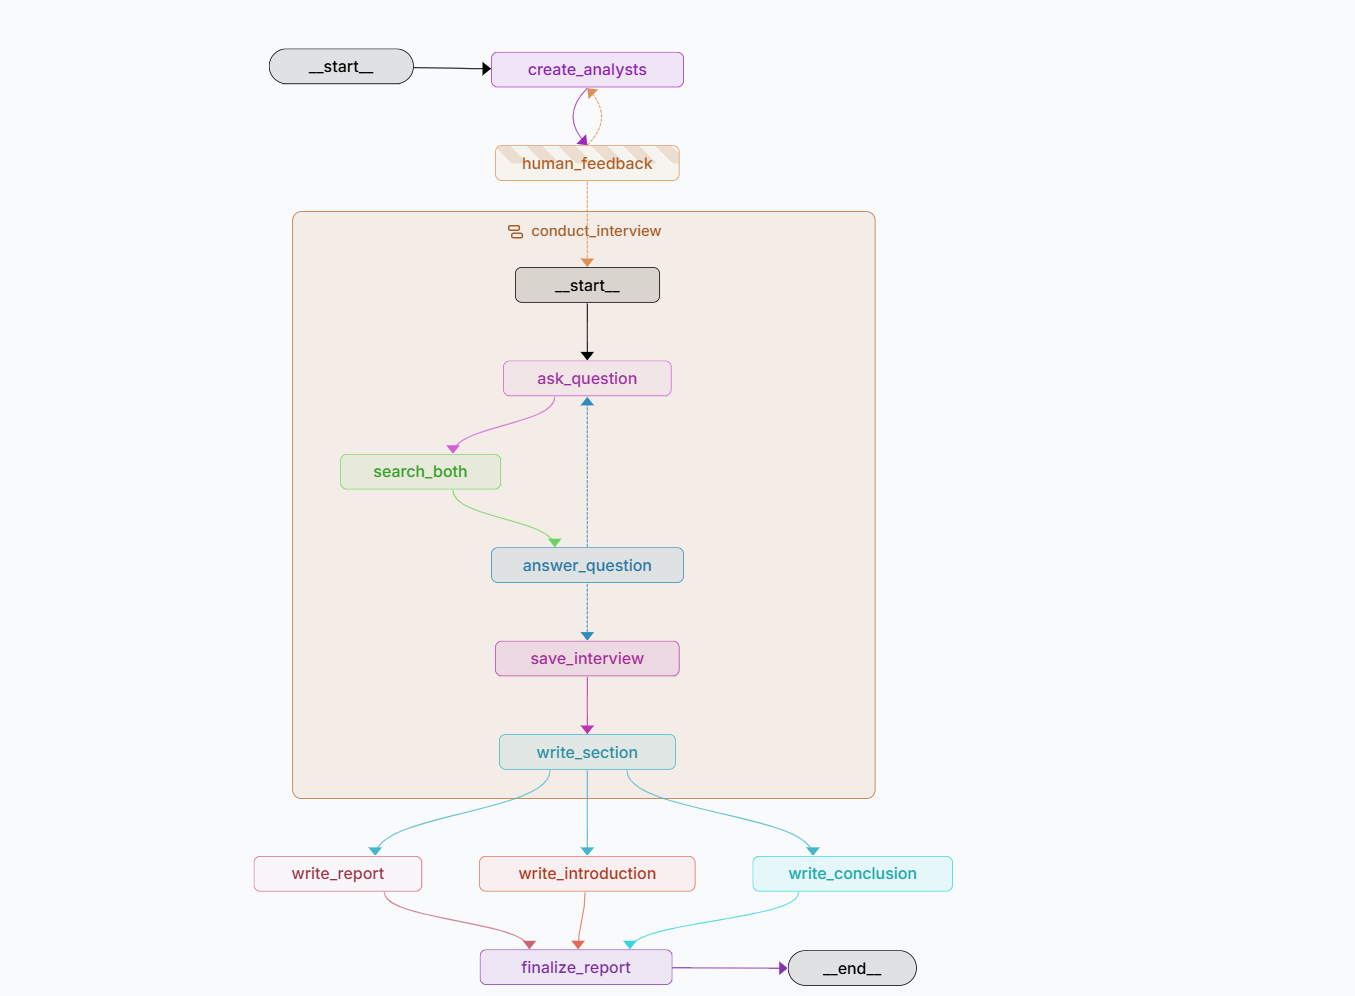 __start__
create_analysts
human_feedback
conduct_interview
__start__
ask_question
search_both
answer_question
save_interview
write_section
write_report
write_introduction
write_conclusion
finalize_report
__end__